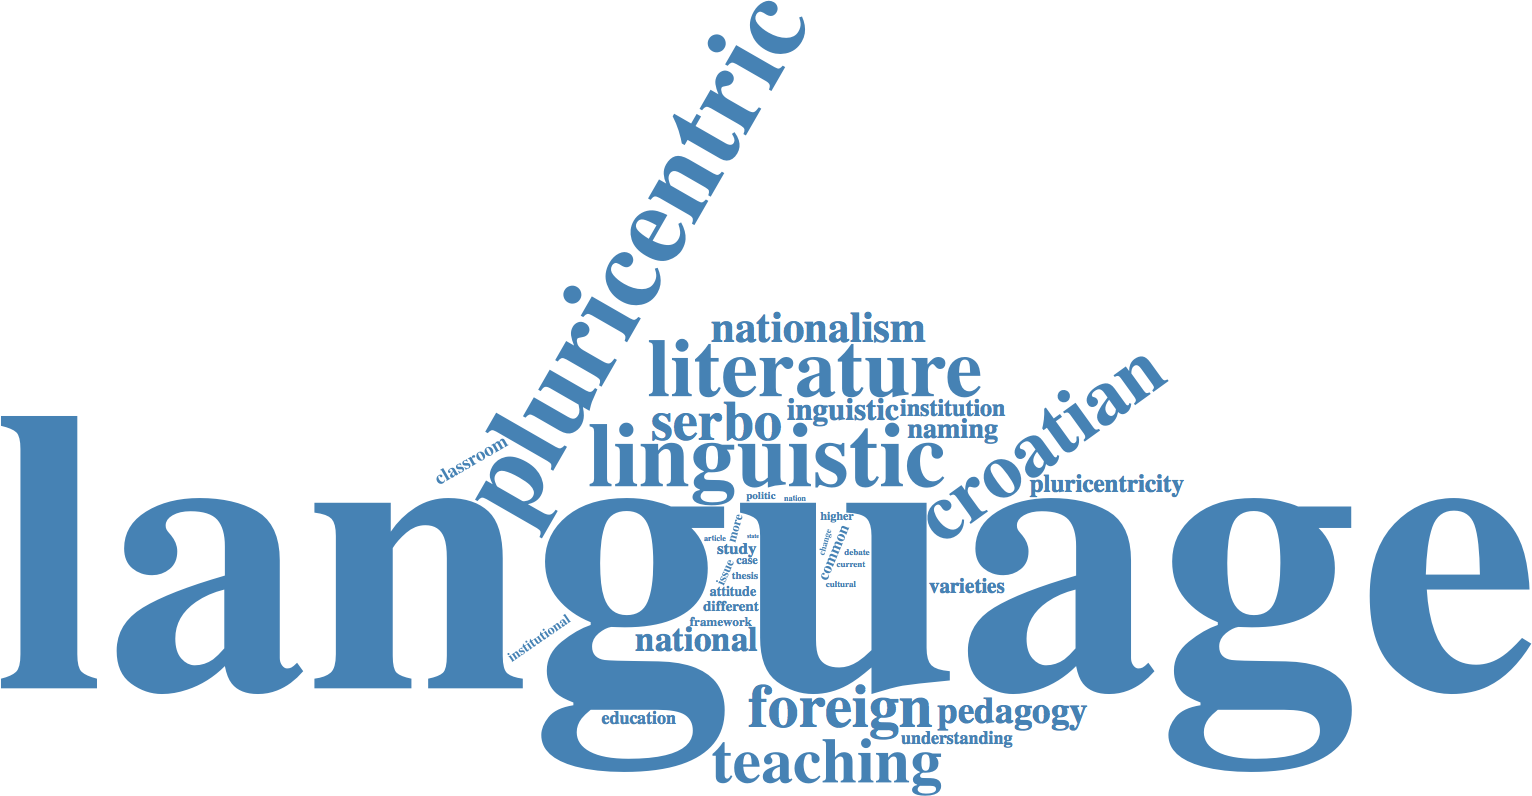 pluricentric
nationalism
literature
serbo
inguistic
institution
naming
linguistic
croatian
classroom
pluricentricity
language
politic
nation
higher
more
state
article
study
case
issue
thesis
attitude
different
framework
national
change
common
debate
current
cultural
varieties
institutional
education
foreign
pedagogy
understanding
teaching